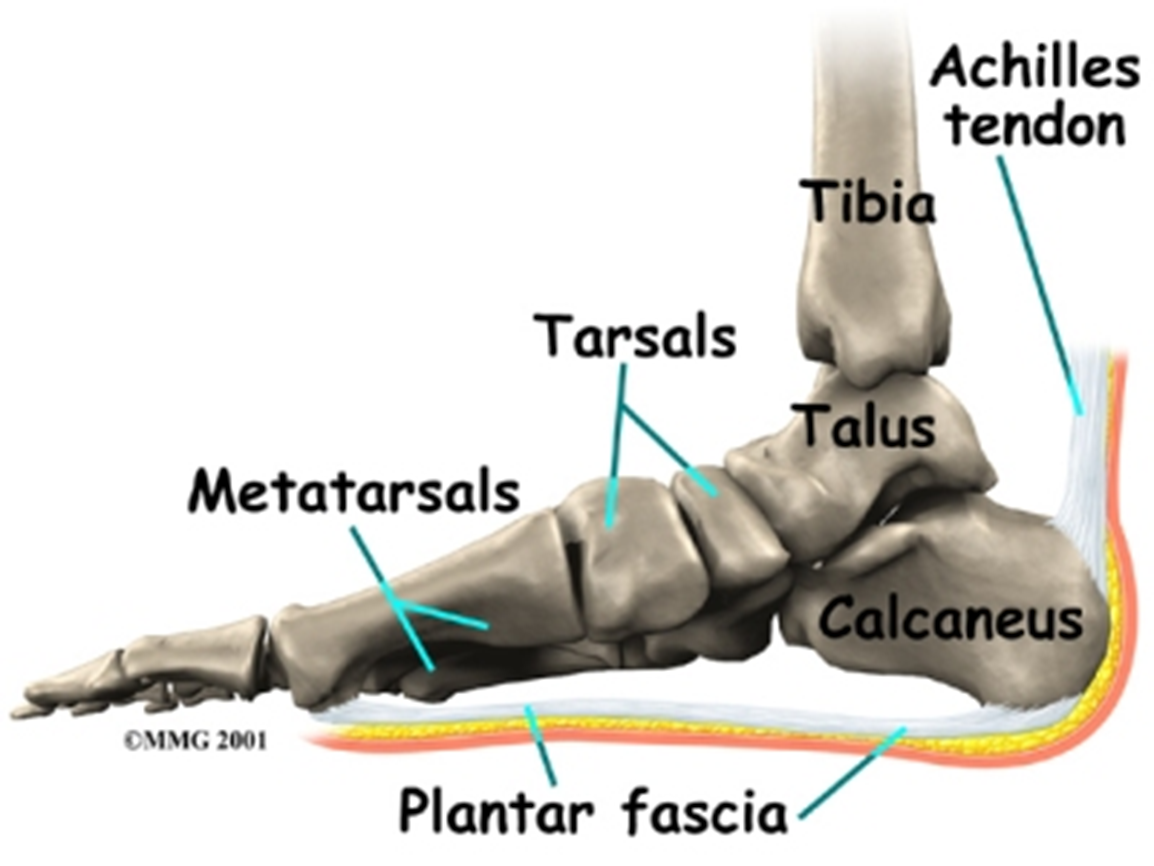 Achilles
tendon
Tibia
Tarsals
Talus
Metatarsals
Calcaneus
©MMG 2001
Plantar fascia